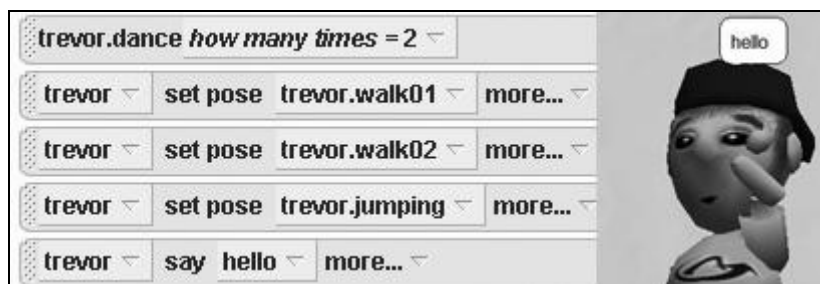 trevor.dance how many times = 2
trevor set pose trevor.walk01 more...
trevor set pose trevor.walk02 more...
trevor set pose trevor.jumping more...
trevor say hello more...
hello